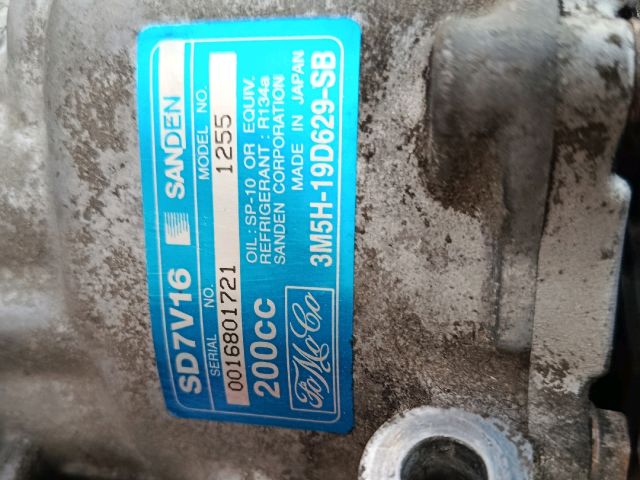 SD7V16 SANDEN
SERIAL NO. MODEL NO.
0016801721 1255
200CC
OIL : SP-10 OR EQUIV.
REFRIGERANT : R134a
SANDEN CORPORATION
MADE IN JAPAN
FoMoCo
3M5H-19D629-SB